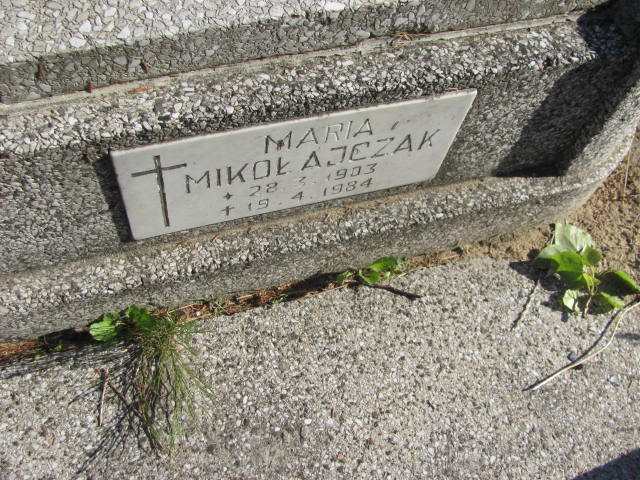 MARIA
MIKOŁAJCZAK
* 28.3.1903
+ 19.4.1984